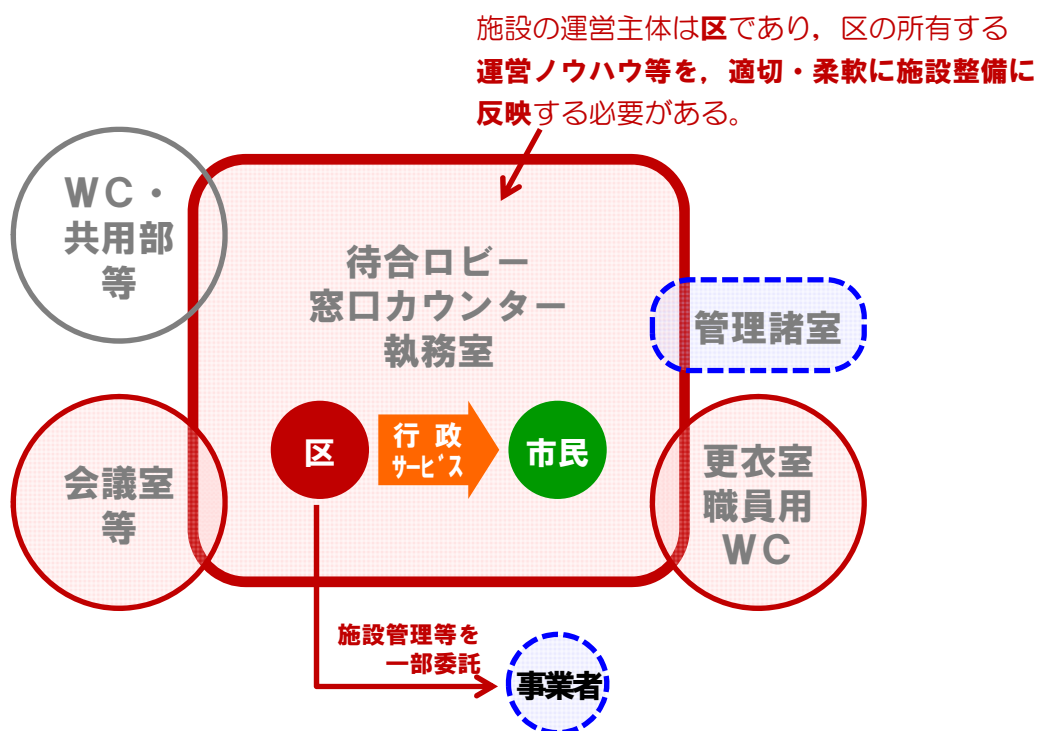 施設の運営主体は区であり，区の所有する
運営ノウハウ等を，適切・柔軟に施設整備に
反映する必要がある。
ＷＣ・
共用部
等
待合ロビー
窓口カウンター
執務室
管理諸室
区
行 政
ｻｰﾋﾞｽ
市民
会議室
等
更衣室
職員用
ＷＣ
施設管理等を
一部委託
事業者